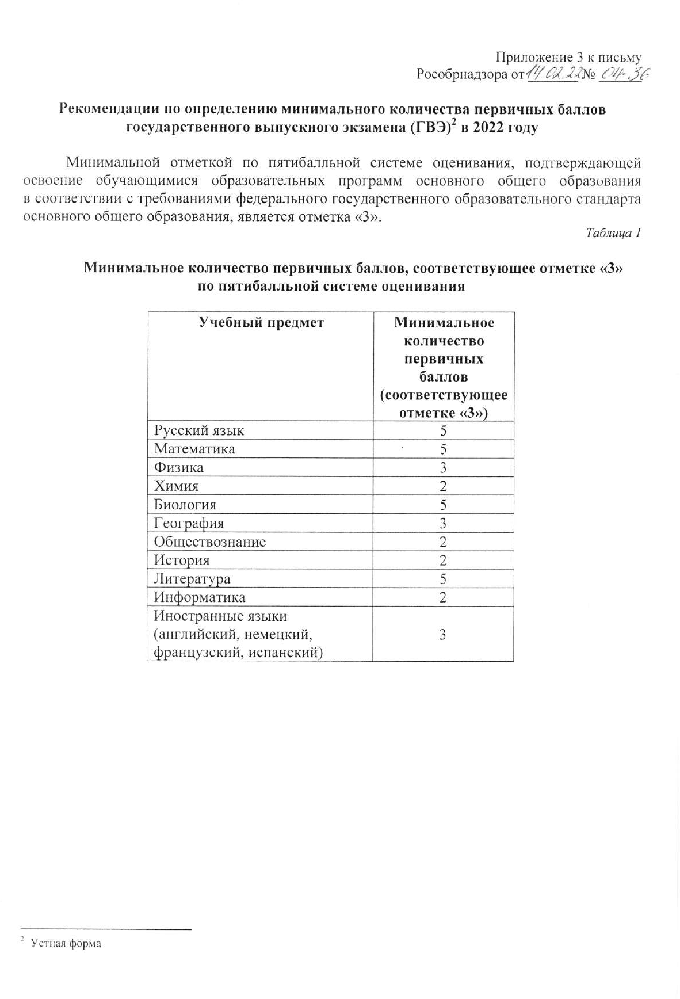 Приложение 3 к письму
Рособрнадзора от 14.02.22 № 04-36
Рекомендации по определению минимального количества первичных баллов
государственного выпускного экзамена (ГВЭ)² в 2022 году
Минимальной отметкой по пятибалльной системе оценивания, подтверждающей
освоение обучающимися образовательных программ основного общего образования
в соответствии с требованиями федерального государственного образовательного стандарта
основного общего образования, является отметка «3».
Таблица 1
Минимальное количество первичных баллов, соответствующее отметке «3»
по пятибалльной системе оценивания
Учебный предмет
Минимальное
количество
первичных
баллов
(соответствующее
отметке «3»)
Русский язык 5
Математика 5
Физика 3
Химия 2
Биология 5
География 3
Обществознание 2
История 2
Литература 5
Информатика 2
Иностранные языки
(английский, немецкий,
французский, испанский)
3
² Устная форма